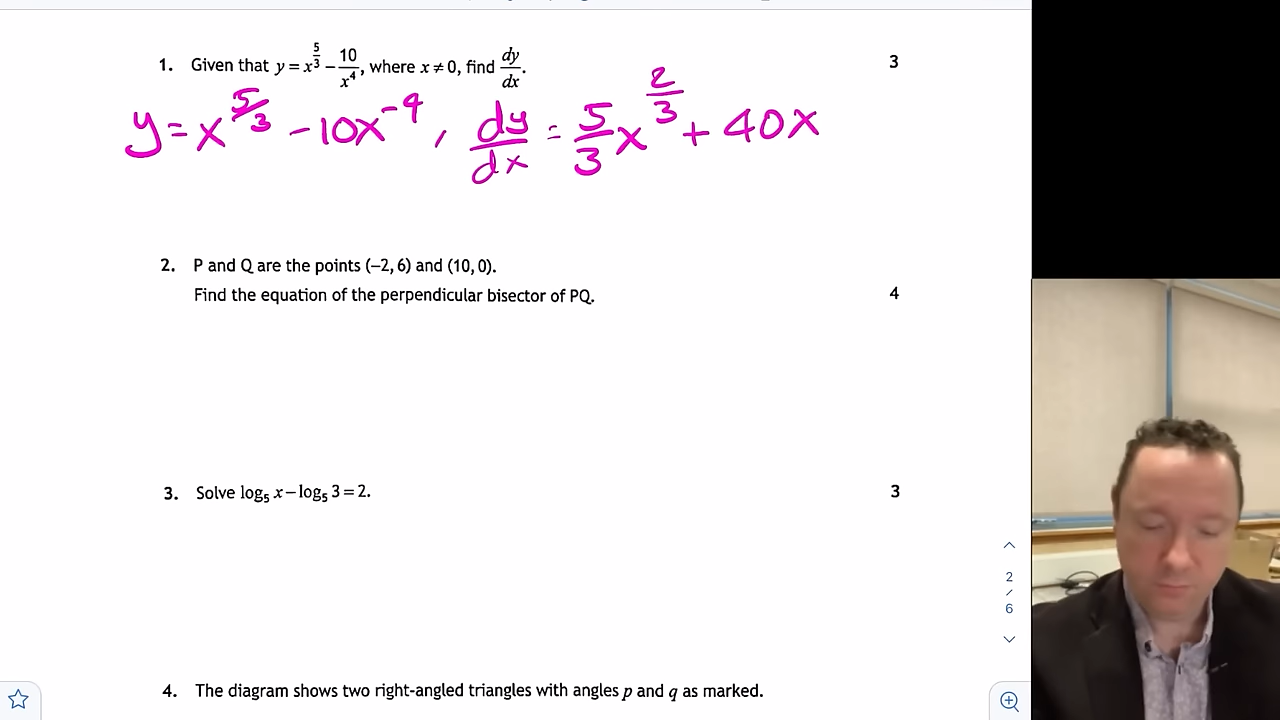 1. Given that y = x^(5/3) − 10/x^4, where x ≠ 0, find dy/dx. 3
y = x^(5/3) − 10x^−4, dy/dx = 5/3 x^(2/3) + 40x
2. P and Q are the points (−2, 6) and (10, 0).
Find the equation of the perpendicular bisector of PQ. 4
3. Solve log₅ x − log₅ 3 = 2. 3
2
/
6
4. The diagram shows two right-angled triangles with angles p and q as marked.